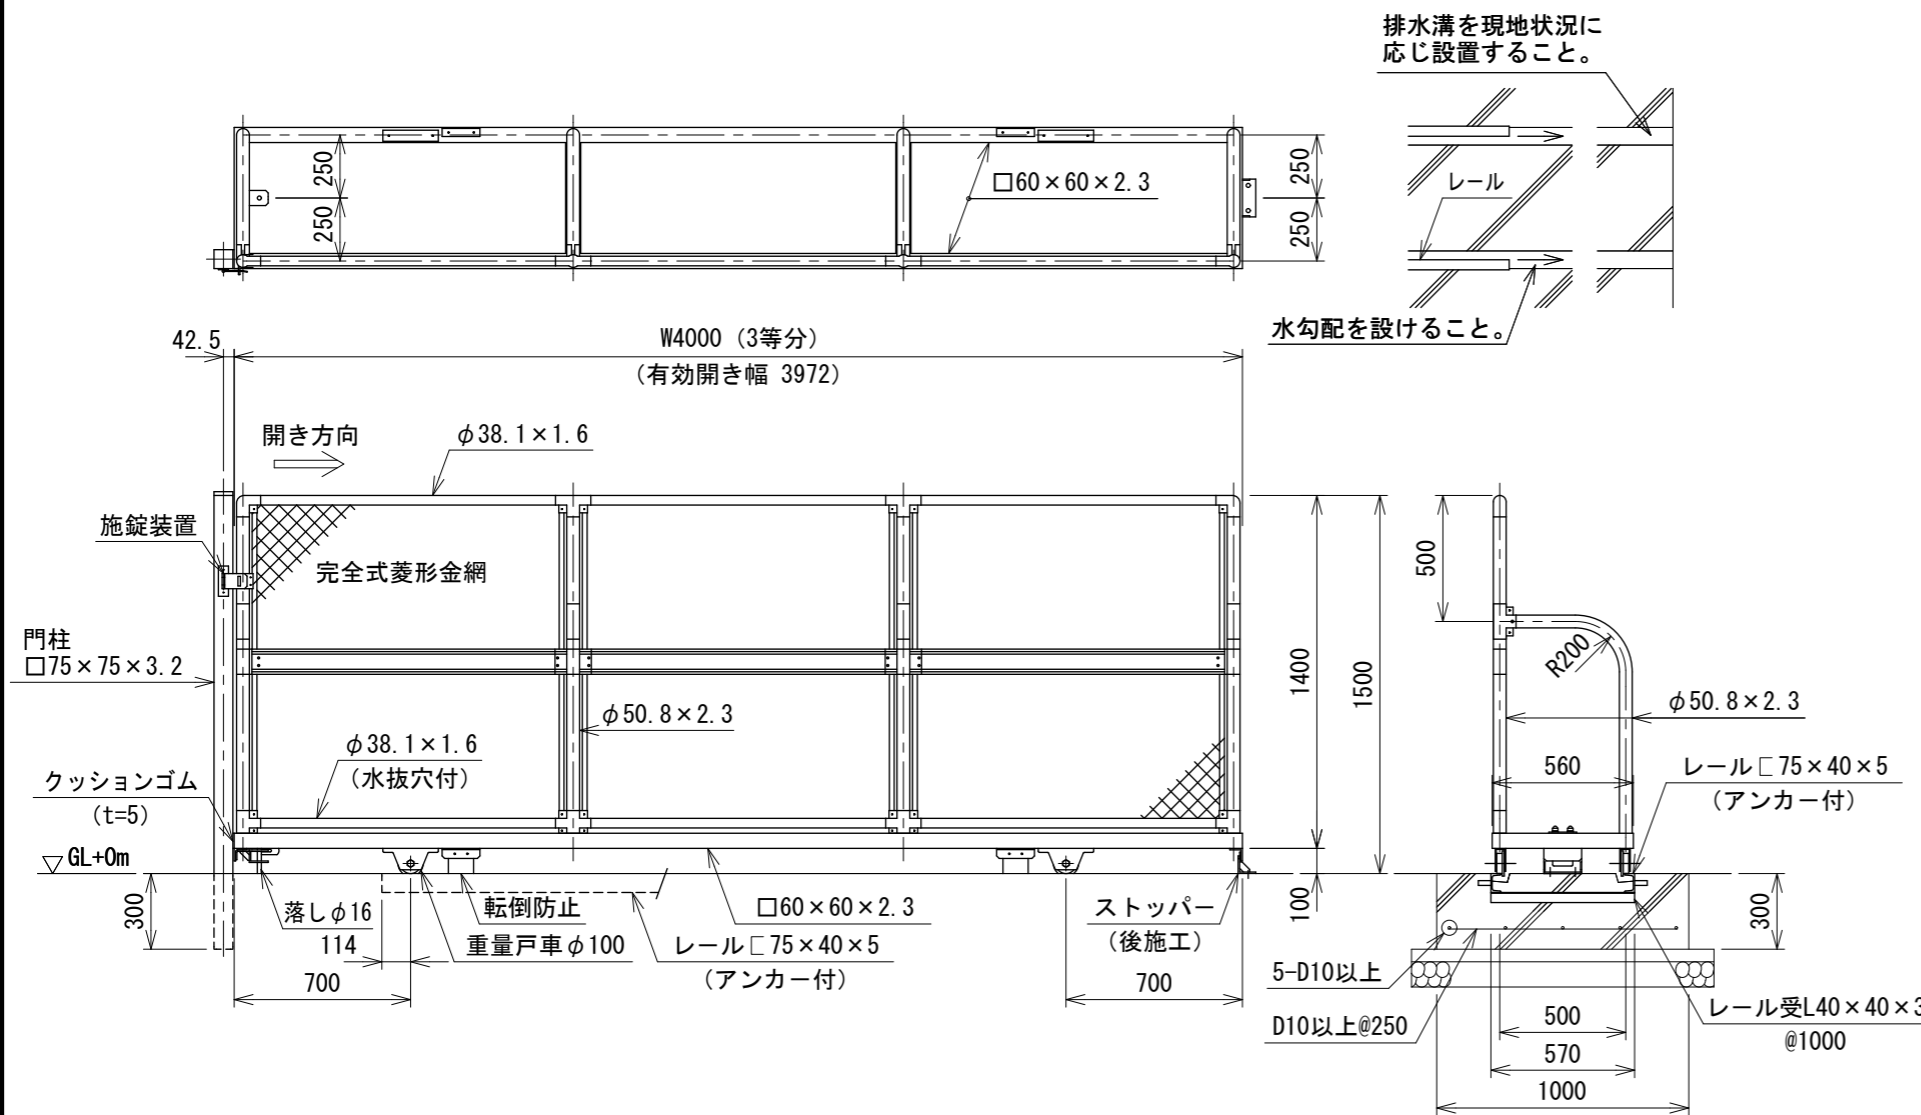 排水溝を現地状況に
応じ設置すること。
250
250
□60×60×2.3
250
250
レール
水勾配を設けること。
42.5
W4000 (3等分)
(有効開き幅 3972)
開き方向
φ38.1×1.6
施錠装置
完全式菱形金網
門柱
□75×75×3.2
φ50.8×2.3
φ38.1×1.6
(水抜穴付)
クッションゴム
(t=5)
▽GL+0m
300
落しφ16
114
700
転倒防止
重量戸車φ100
レール⊏75×40×5
(アンカー付)
□60×60×2.3
ストッパー
(後施工)
700
1400
1500
100
500
R200
φ50.8×2.3
560
レール⊏75×40×5
(アンカー付)
300
5-D10以上
D10以上@250
レール受L40×40×3
@1000
500
570
1000